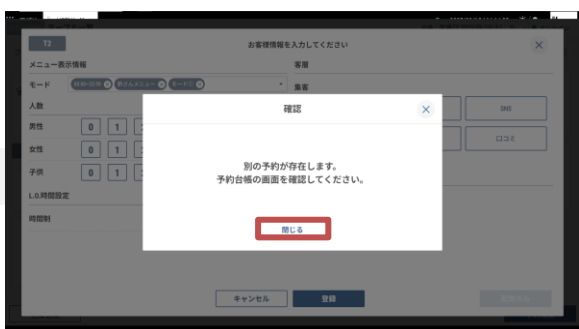 T2
お客様情報を入力してください
メニュー表示情報
客層
モード
集客
人数
確認
SNS
男性 0 1
口コミ
女性 0 1
別の予約が存在します。
予約台帳の画面を確認してください。
子供 0 1
L.O.時間設定
時間制
閉じる
キャンセル
登録